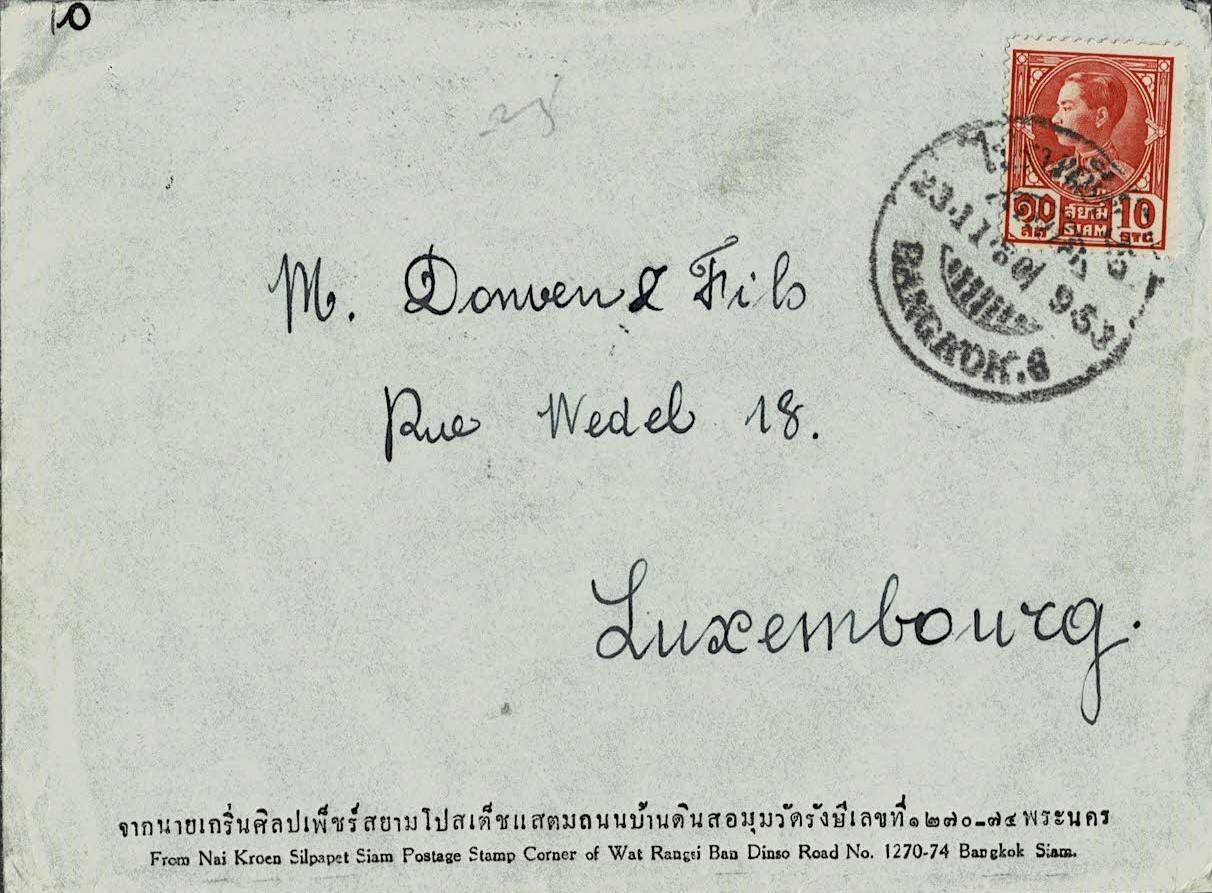 10
๑๐ สยาม 10
สต SIAM STG
23.11.30 953
BANGKOK.6
M. Donven & Fils
Rue Wedel 18.
Luxembourg.
จากนายเกริ่นศิลปเพ็ชร์สยามโปสเต็ชแสตมถนนบ้านดินสอมุมวัดรังษีเลขที่๑๒๗๐-๗๔พระนคร
From Nai Kroen Silpapet Siam Postage Stamp Corner of Wat Rangsi Ban Dinso Road No. 1270-74 Bangkok Siam.